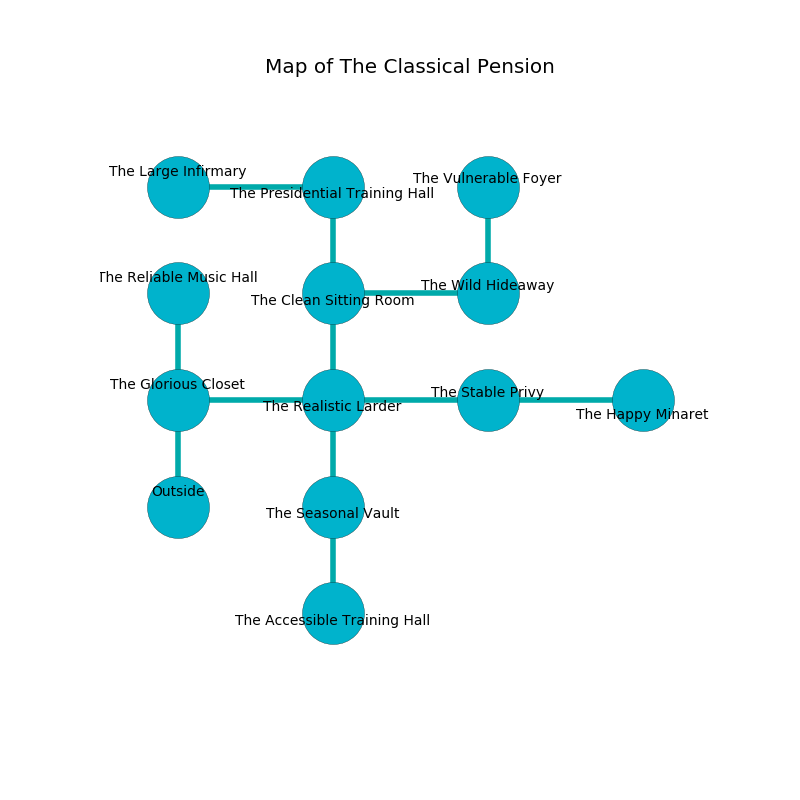 Map of The Classical Pension
The Large Infirmary
The Presidential Training Hall
The Vulnerable Foyer
The Reliable Music Hall
The Clean Sitting Room
The Wild Hideaway
The Glorious Closet
The Realistic Larder
The Stable Privy
The Happy Minaret
Outside
The Seasonal Vault
The Accessible Training Hall